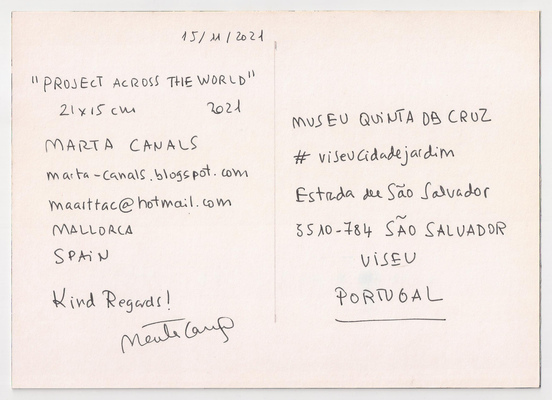 15/11/2021
"PROJECT ACROSS THE WORLD"
21x15 cm 2021
MARTA CANALS
marta-canals.blogspot.com
maarttac@hotmail.com
MALLORCA
SPAIN
Kind Regards!
MUSEU QUINTA DA CRUZ
# viseucidadejardim
Estrada de São Salvador
3510-784 SÃO SALVADOR
VISEU
PORTUGAL